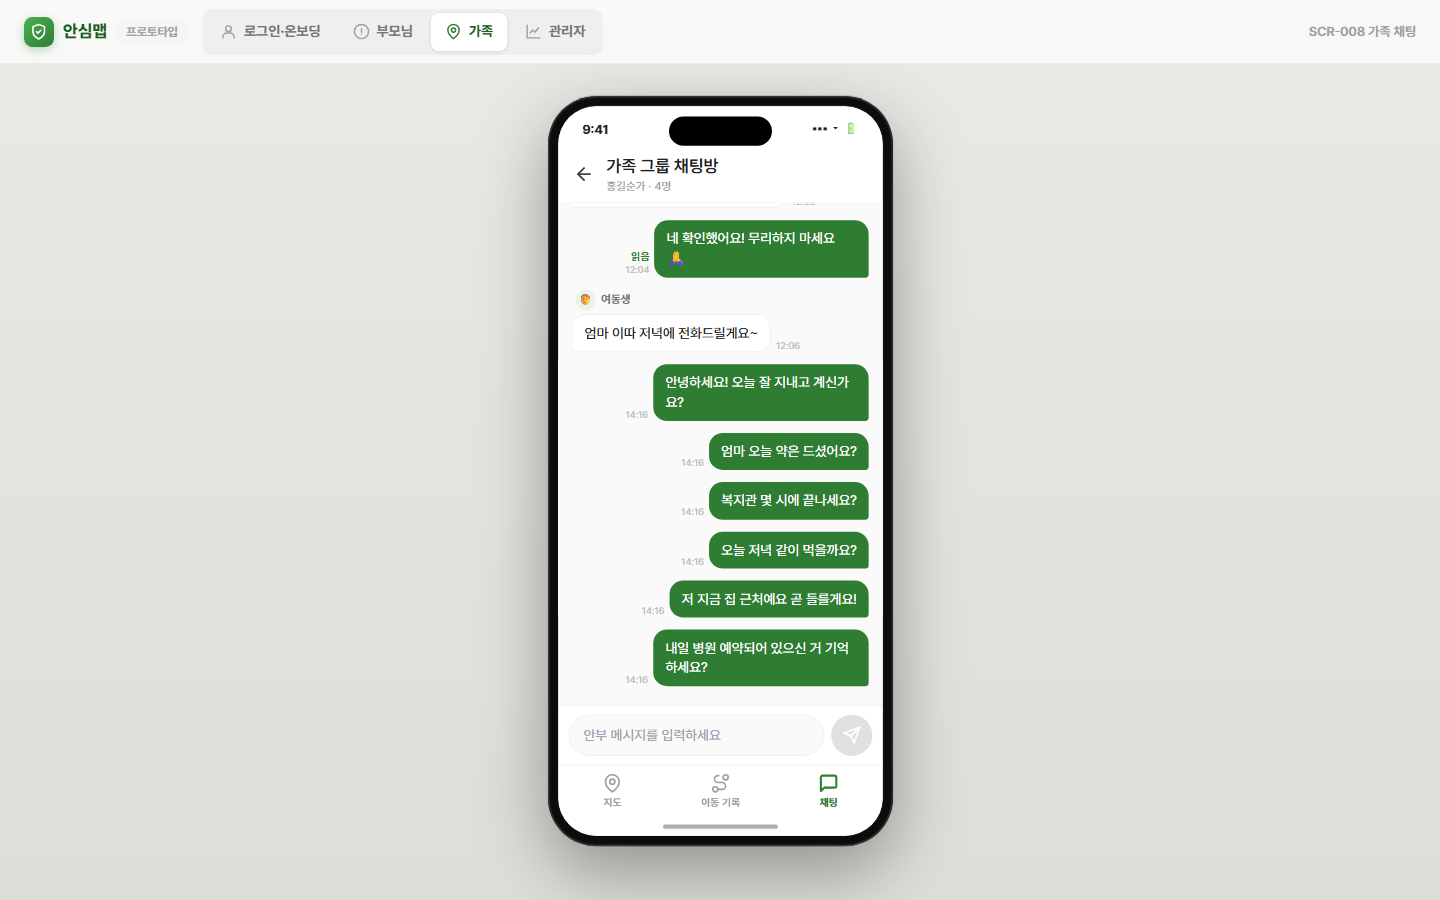 안심맵
프로토타입
로그인·온보딩
부모님
가족
관리자
SCR-008 가족 채팅
9:41
가족 그룹 채팅방
홍길순가 · 4명
네 확인했어요! 무리하지 마세요
읽음
12:04
여동생
엄마 이따 저녁에 전화드릴게요~
12:06
안녕하세요! 오늘 잘 지내고 계신가
요?
14:16
엄마 오늘 약은 드셨어요?
14:16
복지관 몇 시에 끝나세요?
14:16
오늘 저녁 같이 먹을까요?
14:16
저 지금 집 근처예요 곧 들를게요!
14:16
내일 병원 예약되어 있으신 거 기억
하세요?
14:16
안부 메시지를 입력하세요
지도
이동 기록
채팅